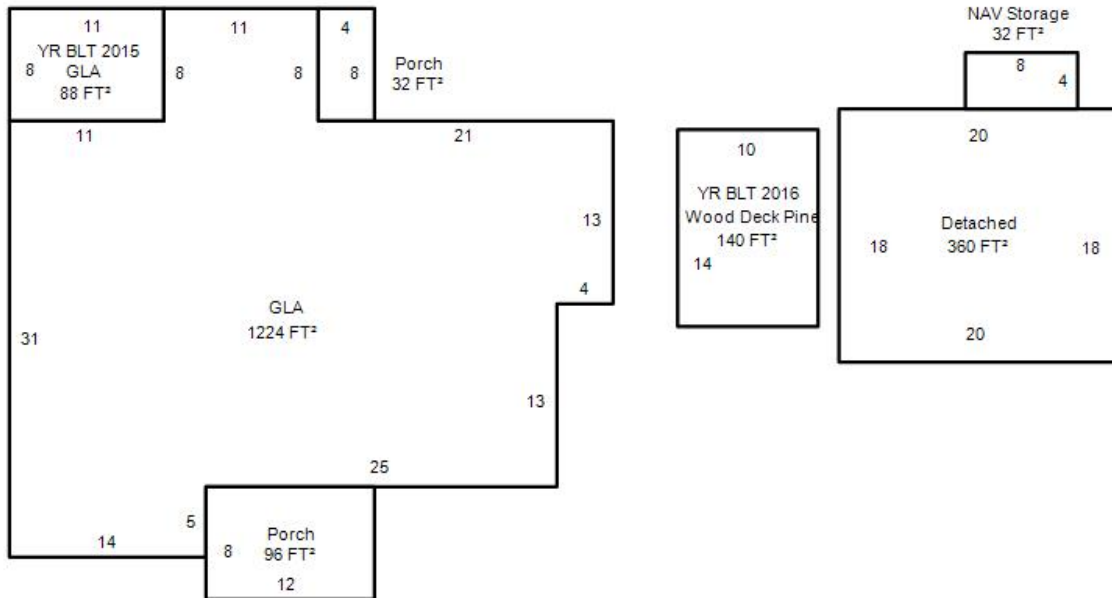 11
YR BLT 2015
8
GLA
88 FT²
11
11
8
8
4
8
Porch
32 FT²
21
13
4
GLA
1224 FT²
31
13
25
5
14
Porch
8
96 FT²
12
10
YR BLT 2016
Wood Deck Pine
140 FT²
14
NAV Storage
32 FT²
8
4
20
Detached
18
360 FT²
18
20